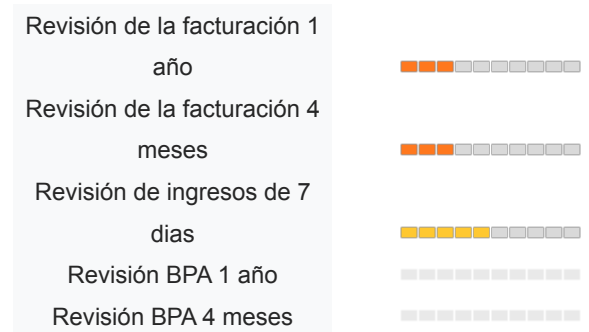 Revisión de la facturación 1
año
Revisión de la facturación 4
meses
Revisión de ingresos de 7
dias
Revisión BPA 1 año
Revisión BPA 4 meses